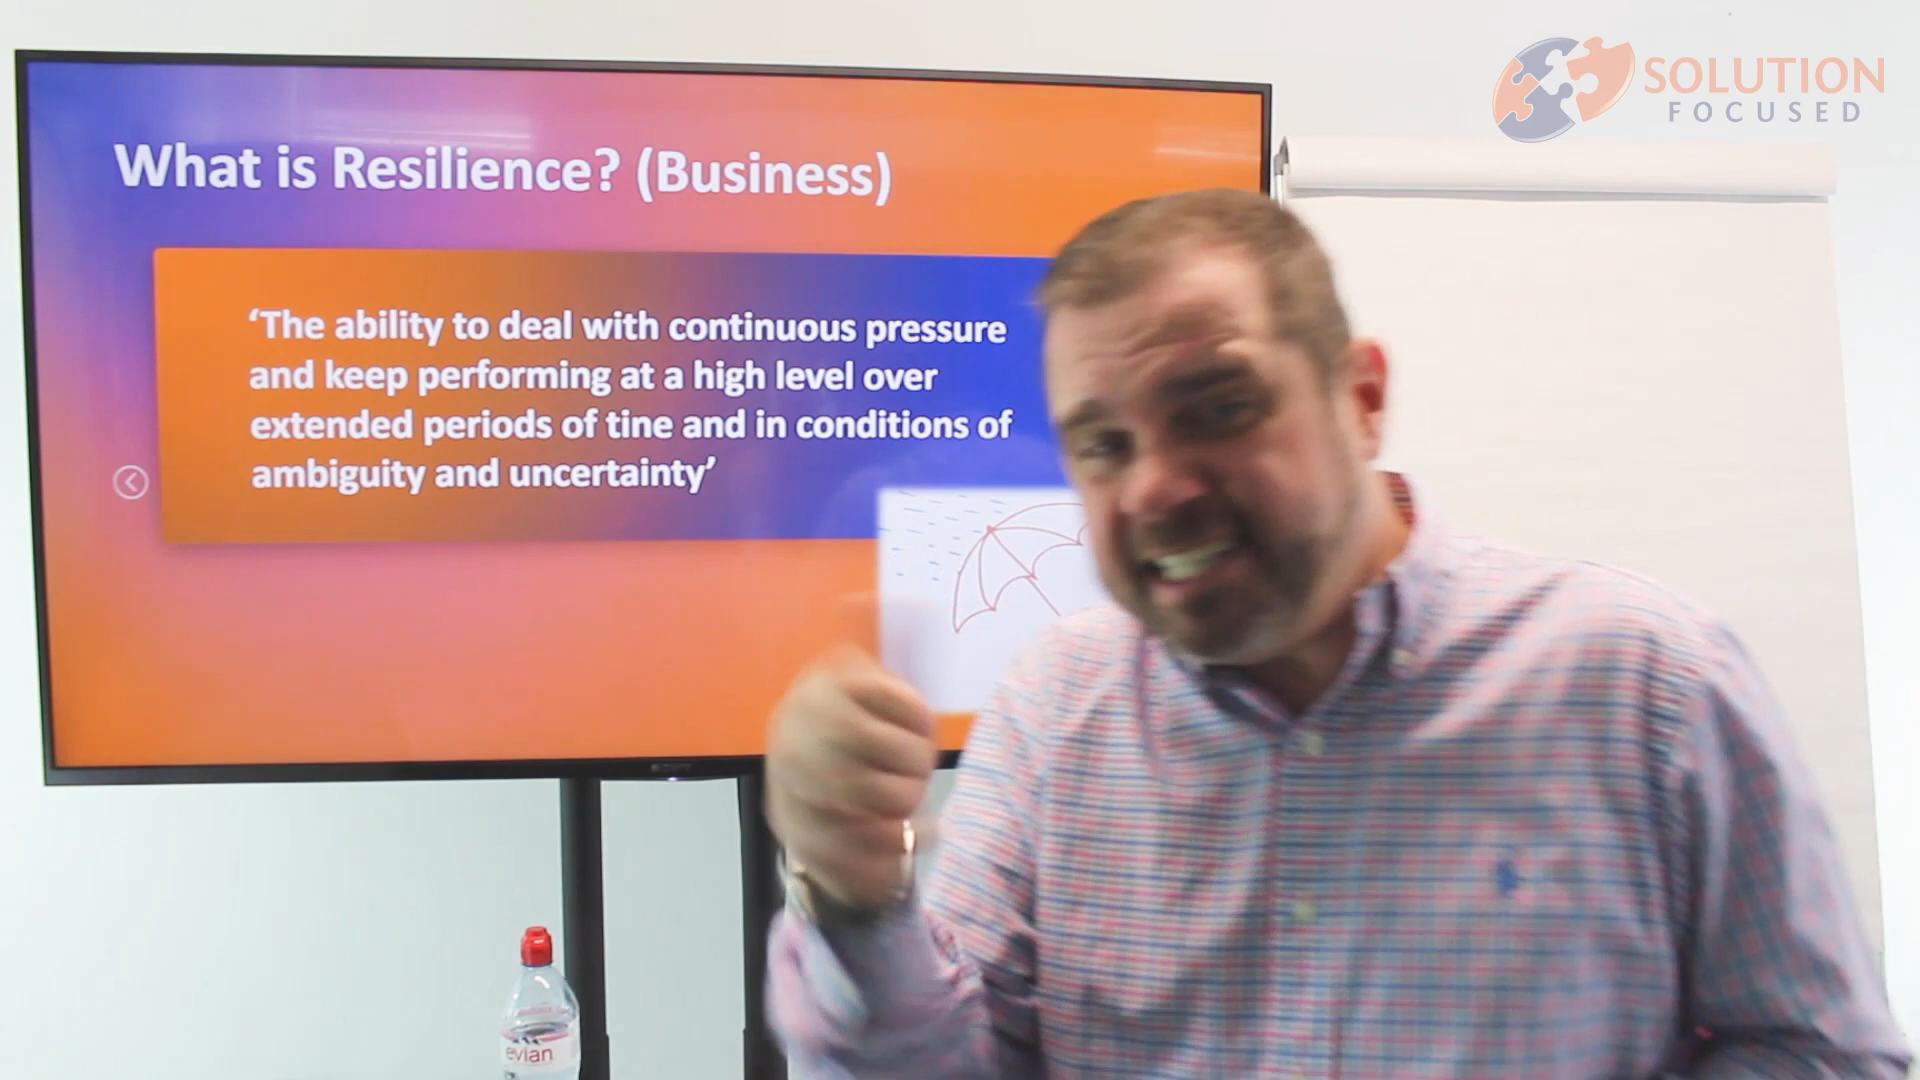 SOLUTION
FOCUSED
What is Resilience? (Business)
‘The ability to deal with continuous pressure
and keep performing at a high level over
extended periods of tine and in conditions of
ambiguity and uncertainty’
evian